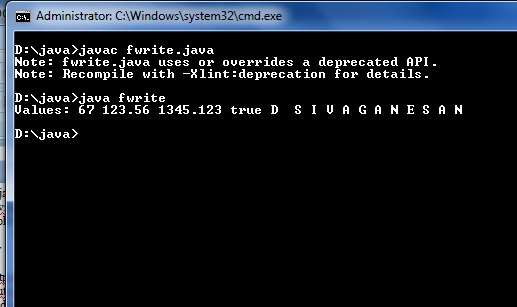 Administrator: C:\Windows\system32\cmd.exe
D:\java>javac fwrite.java
Note: fwrite.java uses or overrides a deprecated API.
Note: Recompile with -Xlint:deprecation for details.
D:\java>java fwrite
Values: 67 123.56 1345.123 true D  S I V A G A N E S A N
D:\java>